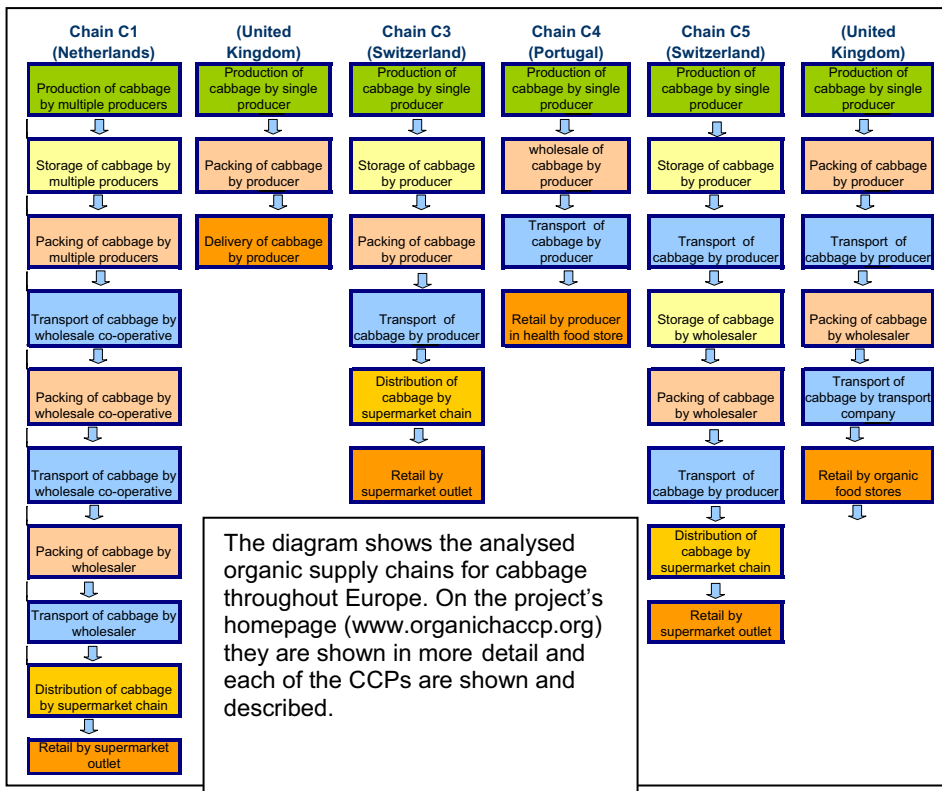 Chain C1
(Netherlands)
Production of cabbage
by multiple producers
Storage of cabbage by
multiple producers
Packing of cabbage by
multiple producers
Transport of cabbage by
wholesale co-operative
Packing of cabbage by
wholesale co-operative
Transport of cabbage by
wholesale co-operative
Packing of cabbage by
wholesaler
Transport of cabbage by
wholesaler
Distribution of cabbage
by supermarket chain
Retail by supermarket
outlet
(United
Kingdom)
Production of
cabbage by single
producer
Packing of cabbage
by producer
Delivery of cabbage
by producer
Chain C3
(Switzerland)
Production of
cabbage by single
producer
Storage of
cabbage by producer
Packing of
cabbage by producer
Transport of
cabbage by producer
Distribution of
cabbage by
supermarket chain
Retail by
supermarket outlet
Chain C4
(Portugal)
Production of
cabbage by single
producer
wholesale of
cabbage by
producer
Transport of
cabbage by
producer
Retail by producer
in health food store
Chain C5
(Switzerland)
Production of
cabbage by single
producer
Storage of
cabbage by producer
Transport of
cabbage by producer
Storage of cabbage
by wholesaler
Packing of cabbage
by wholesaler
Transport of
cabbage by producer
Distribution of
cabbage by
supermarket chain
Retail by
supermarket outlet
(United
Kingdom)
Production of
cabbage by single
producer
Packing of cabbage
by producer
Transport of
cabbage by producer
Packing of cabbage
by wholesaler
Transport of
cabbage by transport
company
Retail by organic
food stores
The diagram shows the analysed
organic supply chains for cabbage
throughout Europe. On the project's
homepage (www.organichaccp.org)
they are shown in more detail and
each of the CCPs are shown and
described.